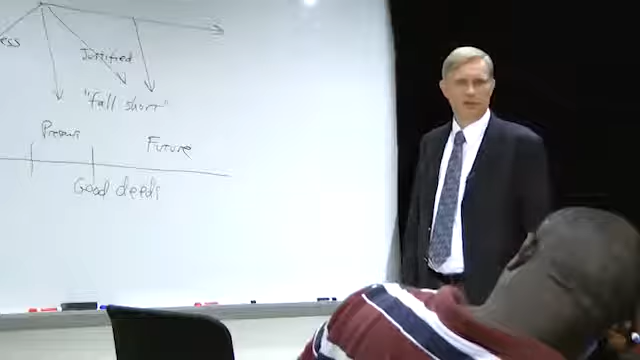 ess
Justified
"fall short"
Present
Future
Good deeds